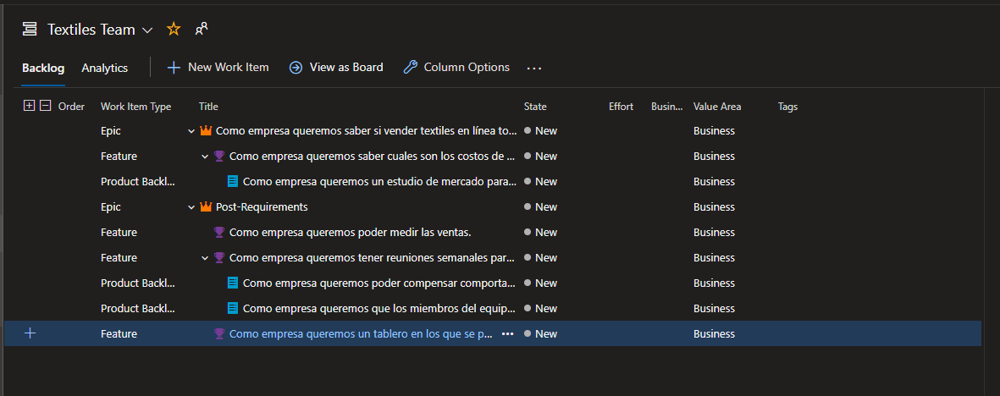 Textiles Team
Backlog Analytics New Work Item View as Board Column Options ...
Order Work Item Type Title State Effort Busin... Value Area Tags
Epic Como empresa queremos saber si vender textiles en línea to... New Business
Feature Como empresa queremos saber cuales son los costos de ... New Business
Product Backl... Como empresa queremos un estudio de mercado para... New Business
Epic Post-Requirements New Business
Feature Como empresa queremos poder medir las ventas. New Business
Feature Como empresa queremos tener reuniones semanales par... New Business
Product Backl... Como empresa queremos poder compensar comporta... New Business
Product Backl... Como empresa queremos que los miembros del equip... New Business
Feature Como empresa queremos un tablero en los que se p... ... New Business